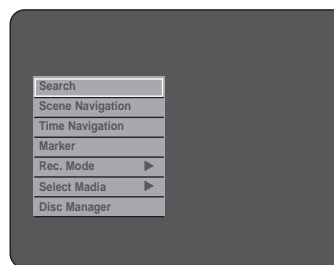 Search
Scene Navigation
Time Navigation
Marker
Rec. Mode
Select Madia
Disc Manager